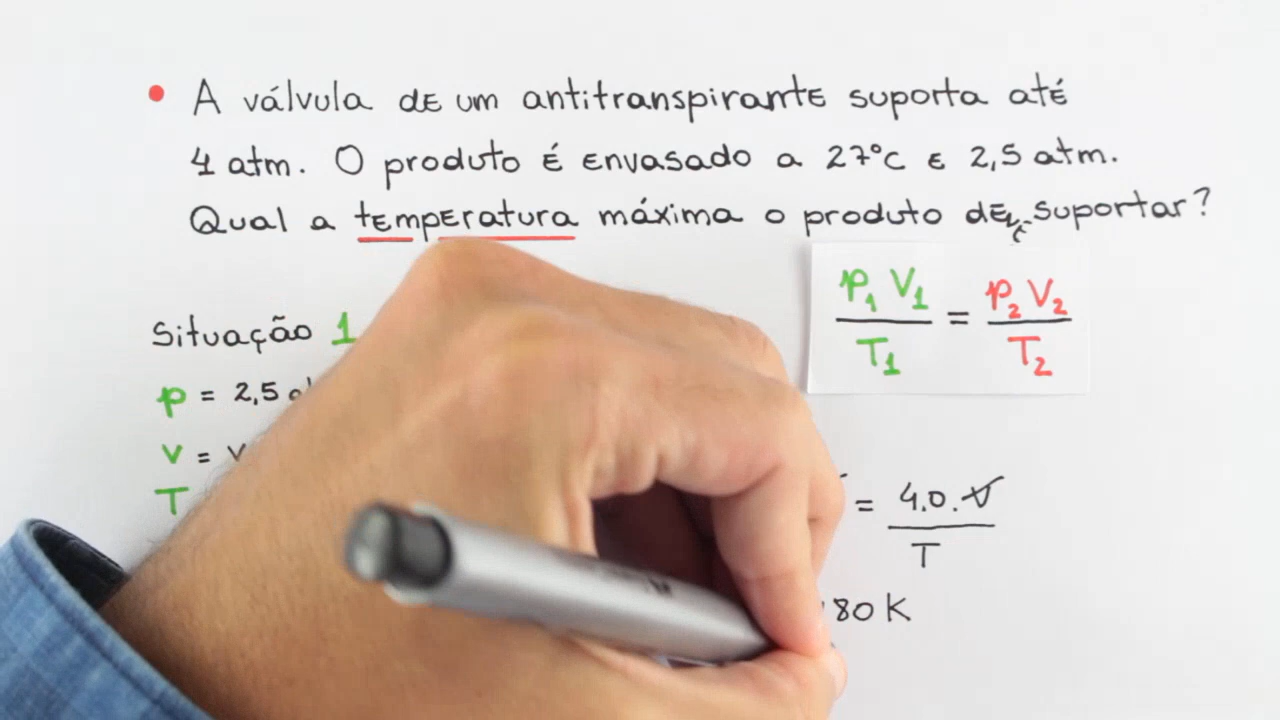 • A válvula de um antitranspirante suporta até
4 atm. O produto é envasado a 27°C e 2,5 atm.
Qual a temperatura máxima o produto deve suportar?
p₁ V₁ / T₁ = p₂ V₂ / T₂
Situação 1
p = 2,5
V =
T
= 4.0.V / T
80 K